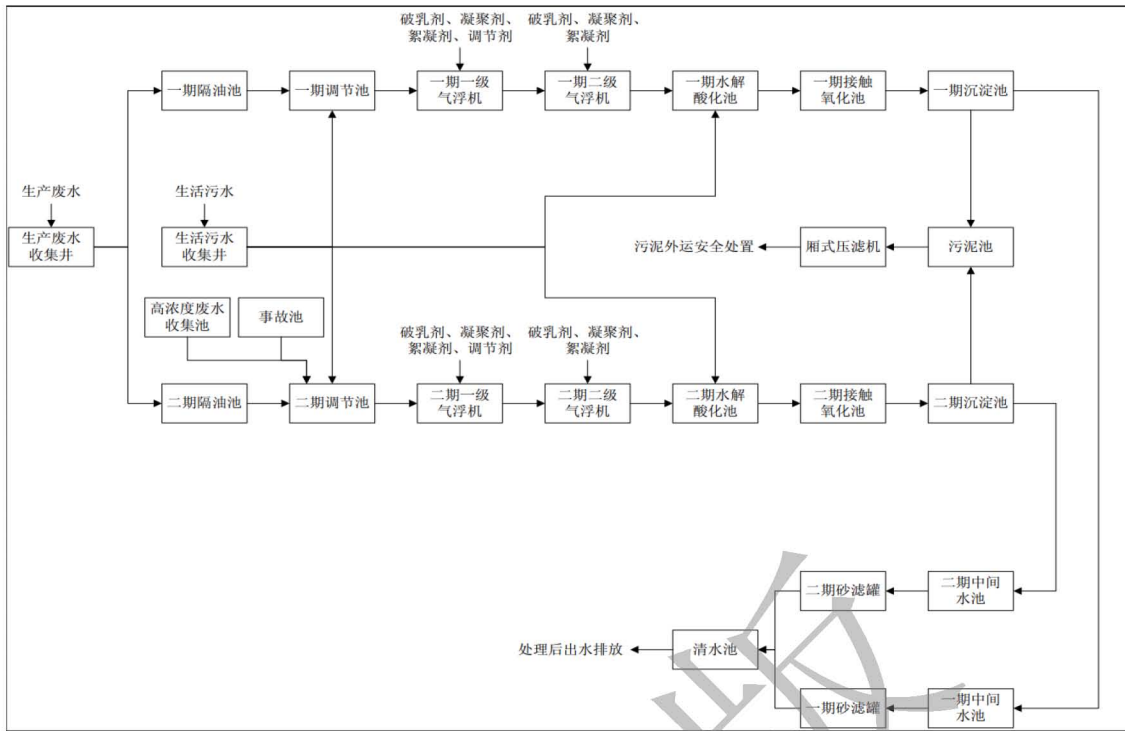 破乳剂、凝聚剂、
絮凝剂、调节剂
破乳剂、凝聚剂、
絮凝剂
一期隔油池
一期调节池
一期一级
气浮机
一期二级
气浮机
一期水解
酸化池
一期接触
氧化池
一期沉淀池
生产废水
生活污水
生产废水
收集井
生活污水
收集井
污泥外运安全处置
厢式压滤机
污泥池
高浓度废水
收集池
事故池
破乳剂、凝聚剂、
絮凝剂、调节剂
破乳剂、凝聚剂、
絮凝剂
二期隔油池
二期调节池
二期一级
气浮机
二期二级
气浮机
二期水解
酸化池
二期接触
氧化池
二期沉淀池
二期砂滤罐
二期中间
水池
处理后出水排放
清水池
一期砂滤罐
一期中间
水池